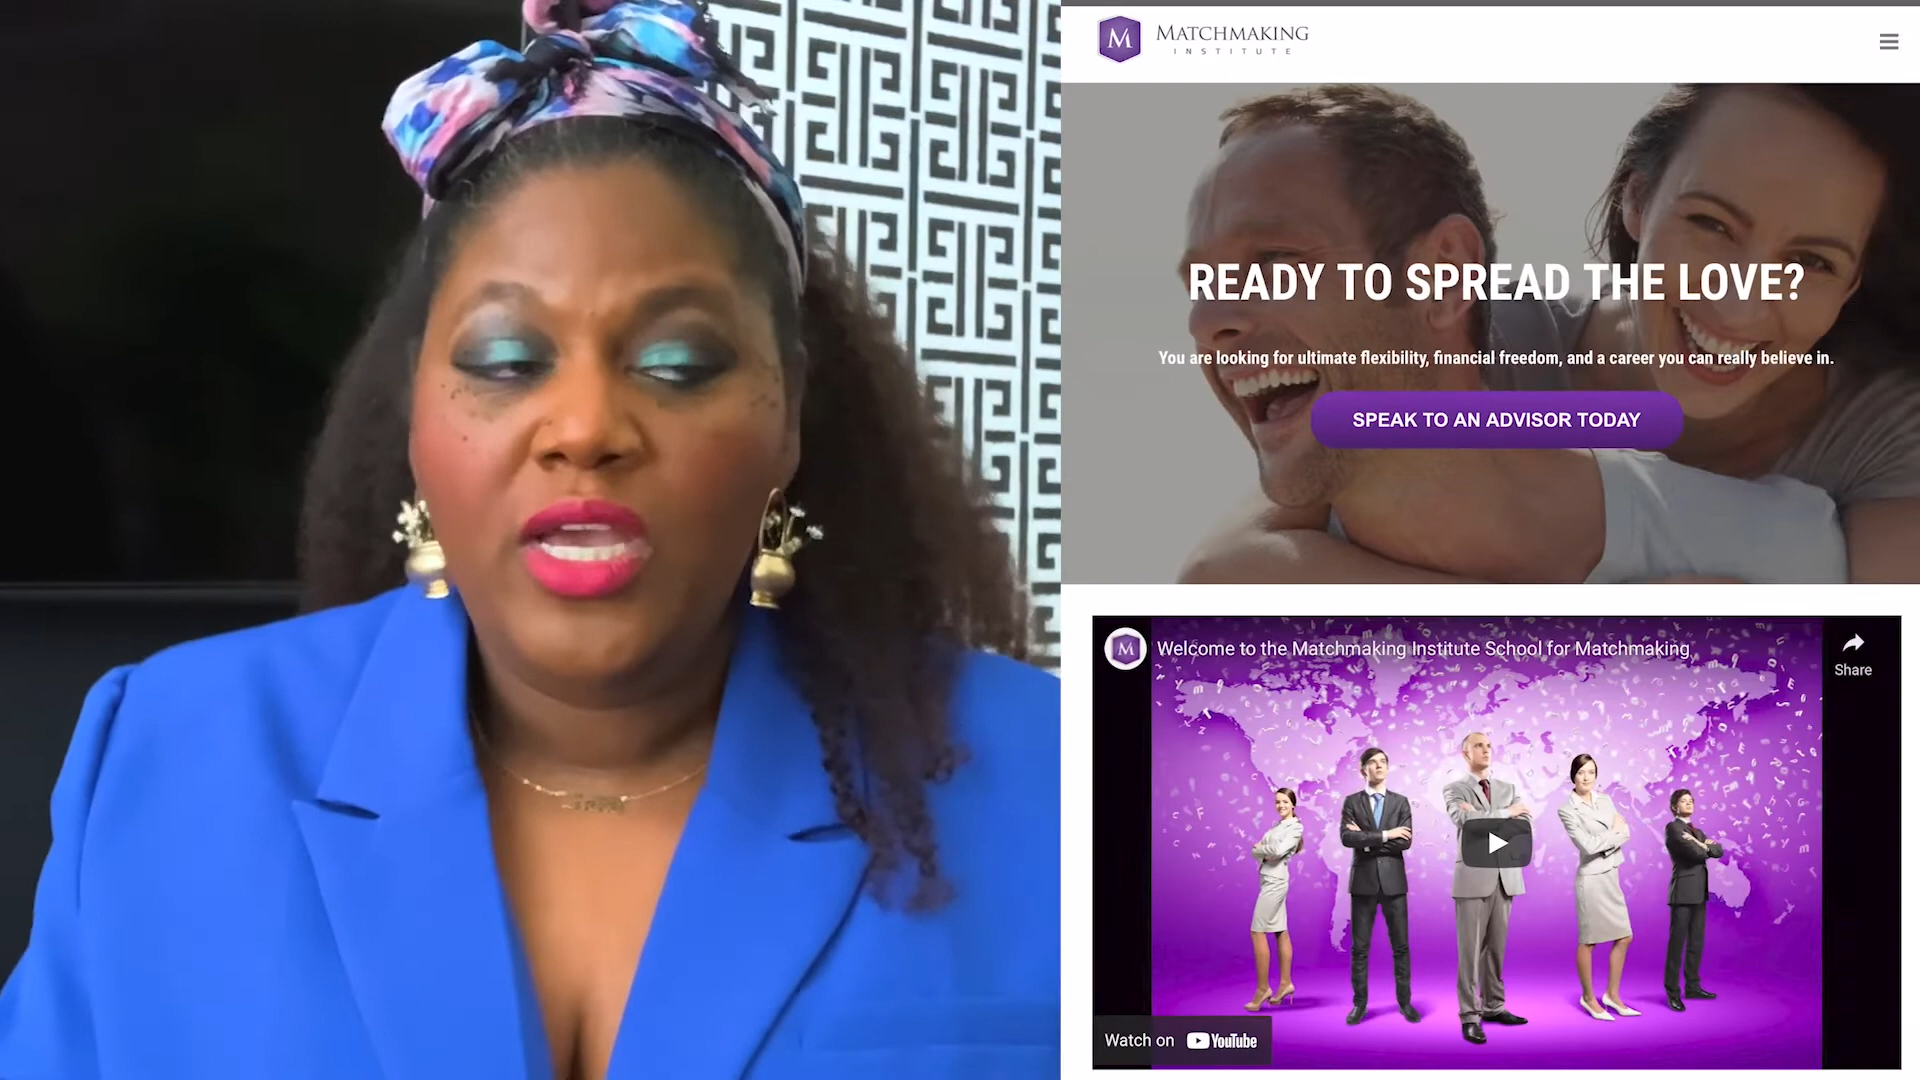 M
MATCHMAKING
INSTITUTE
READY TO SPREAD THE LOVE?
You are looking for ultimate flexibility, financial freedom, and a career you can really believe in.
SPEAK TO AN ADVISOR TODAY
M
Welcome to the Matchmaking Institute School for Matchmaking
Share
Watch on YouTube